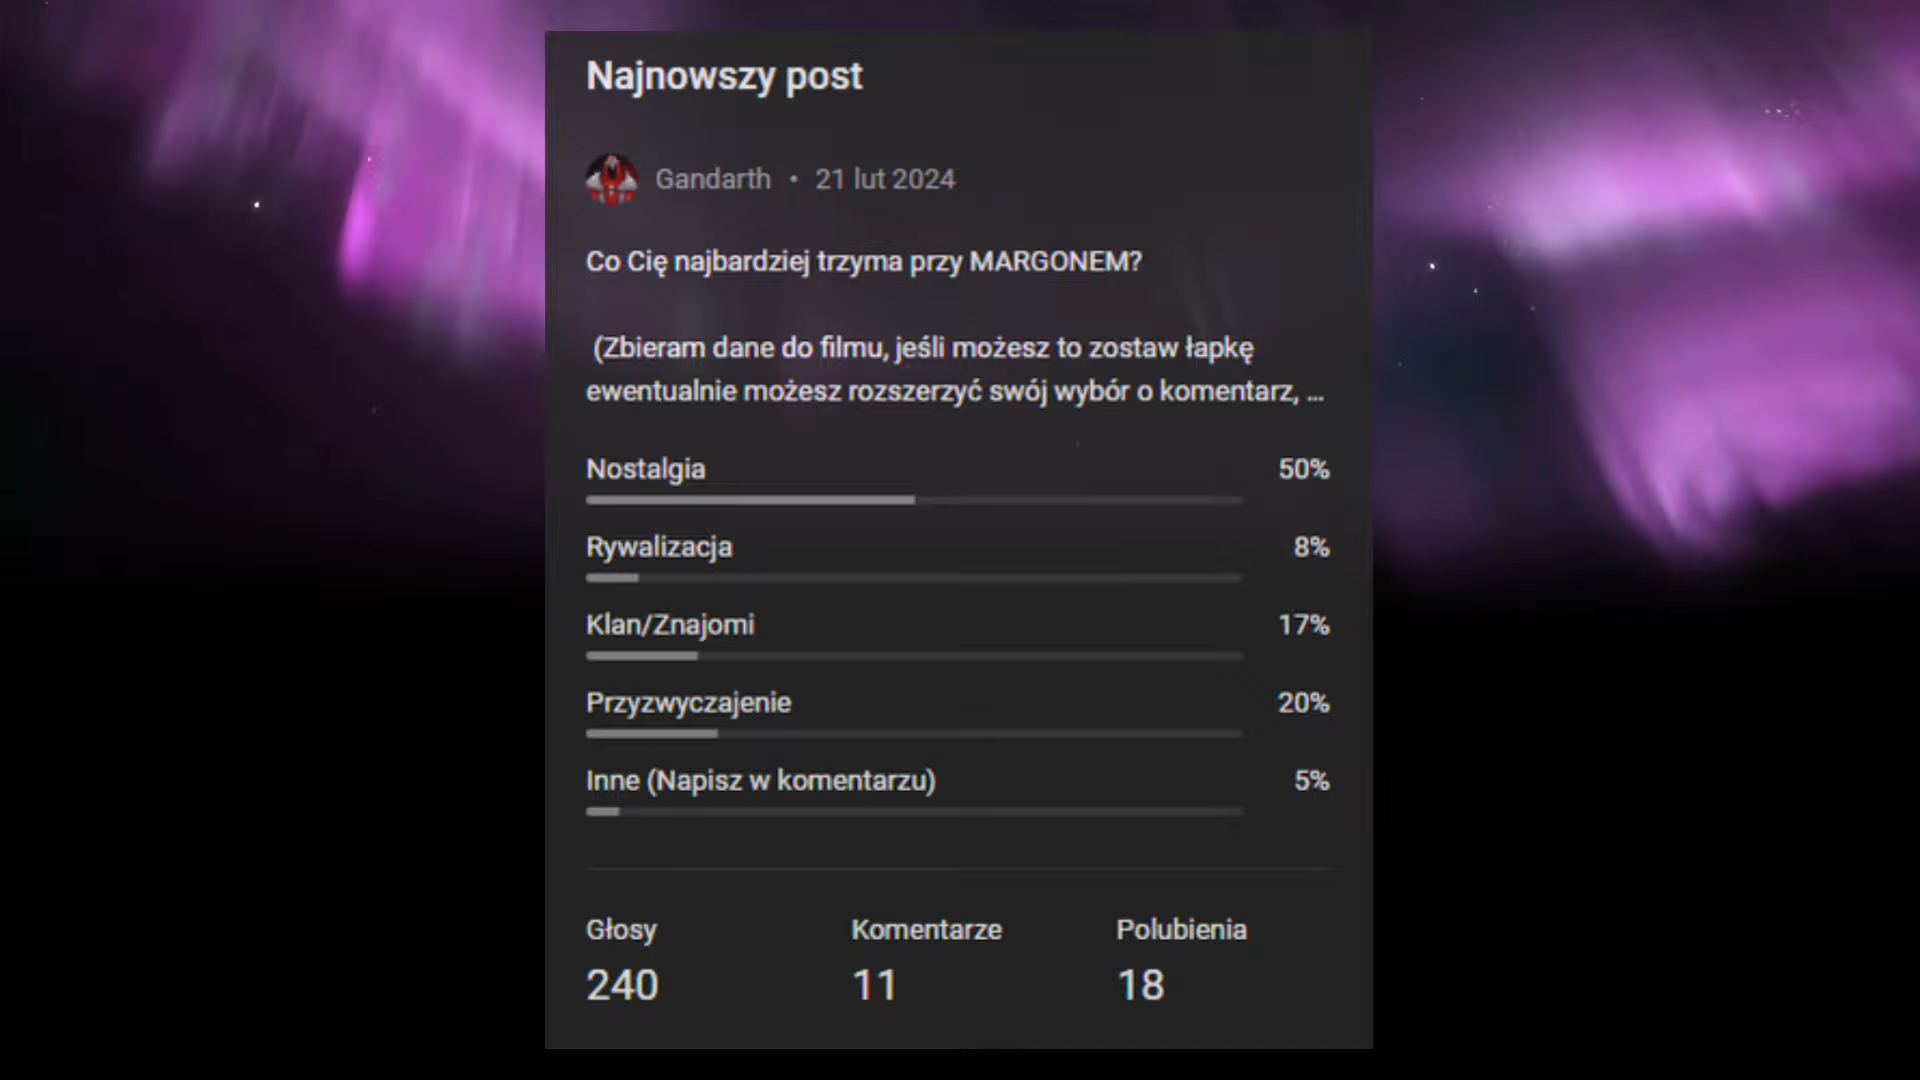 Najnowszy post
Gandarth • 21 lut 2024
Co Cię najbardziej trzyma przy MARGONEM?
(Zbieram dane do filmu, jeśli możesz to zostaw łapkę
ewentualnie możesz rozszerzyć swój wybór o komentarz, ...
Nostalgia 50%
Rywalizacja 8%
Klan/Znajomi 17%
Przyzwyczajenie 20%
Inne (Napisz w komentarzu) 5%
Głosy Komentarze Polubienia
240 11 18